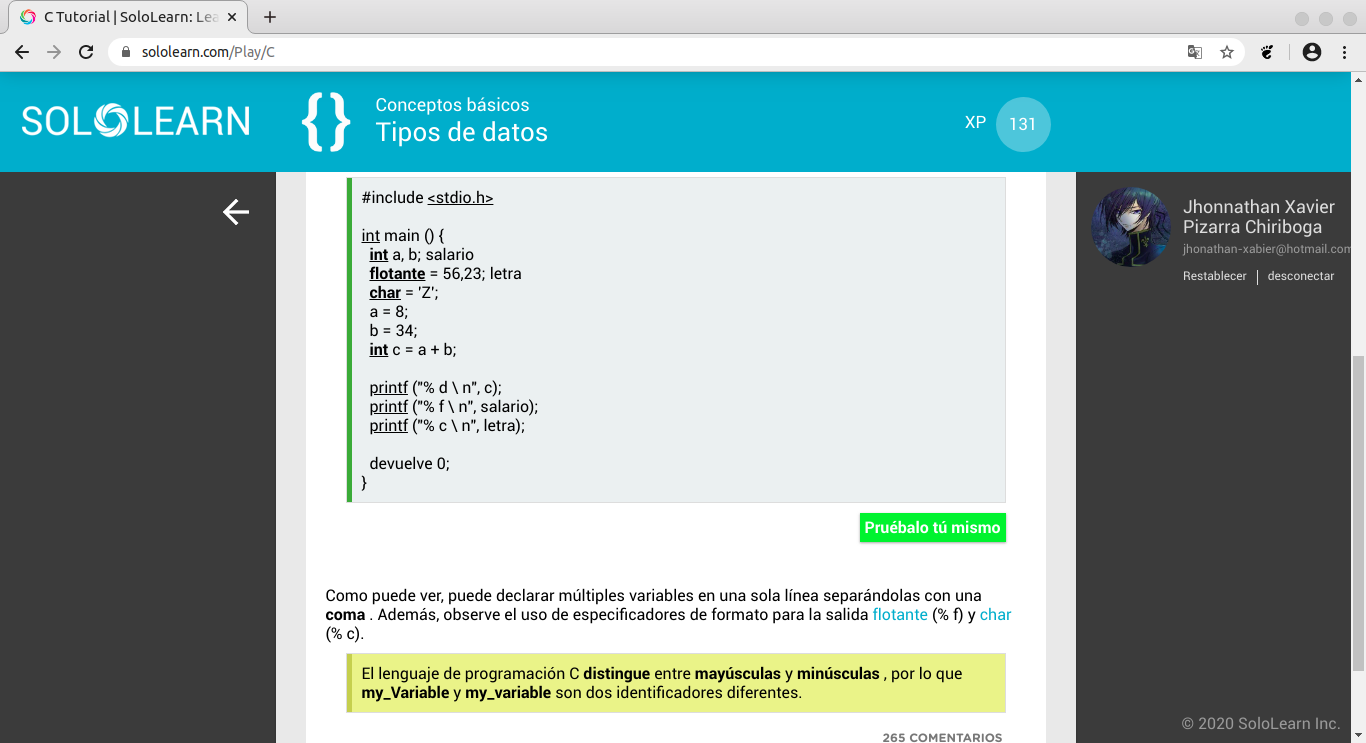 C Tutorial | SoloLearn: Lea
sololearn.com/Play/C
SOLOLEARN
{ }
Conceptos básicos
Tipos de datos
XP 131
#include <stdio.h>
int main () {
int a, b; salario
flotante = 56,23; letra
char = 'Z';
a = 8;
b = 34;
int c = a + b;
printf ("% d \ n", c);
printf ("% f \ n", salario);
printf ("% c \ n", letra);
devuelve 0;
}
Pruébalo tú mismo
Como puede ver, puede declarar múltiples variables en una sola línea separándolas con una
coma . Además, observe el uso de especificadores de formato para la salida flotante (% f) y char
(% c).
El lenguaje de programación C distingue entre mayúsculas y minúsculas , por lo que
my_Variable y my_variable son dos identificadores diferentes.
265 COMENTARIOS
Jhonnathan Xavier
Pizarra Chiriboga
jhonathan-xabier@hotmail.com
Restablecer | desconectar
© 2020 SoloLearn Inc.